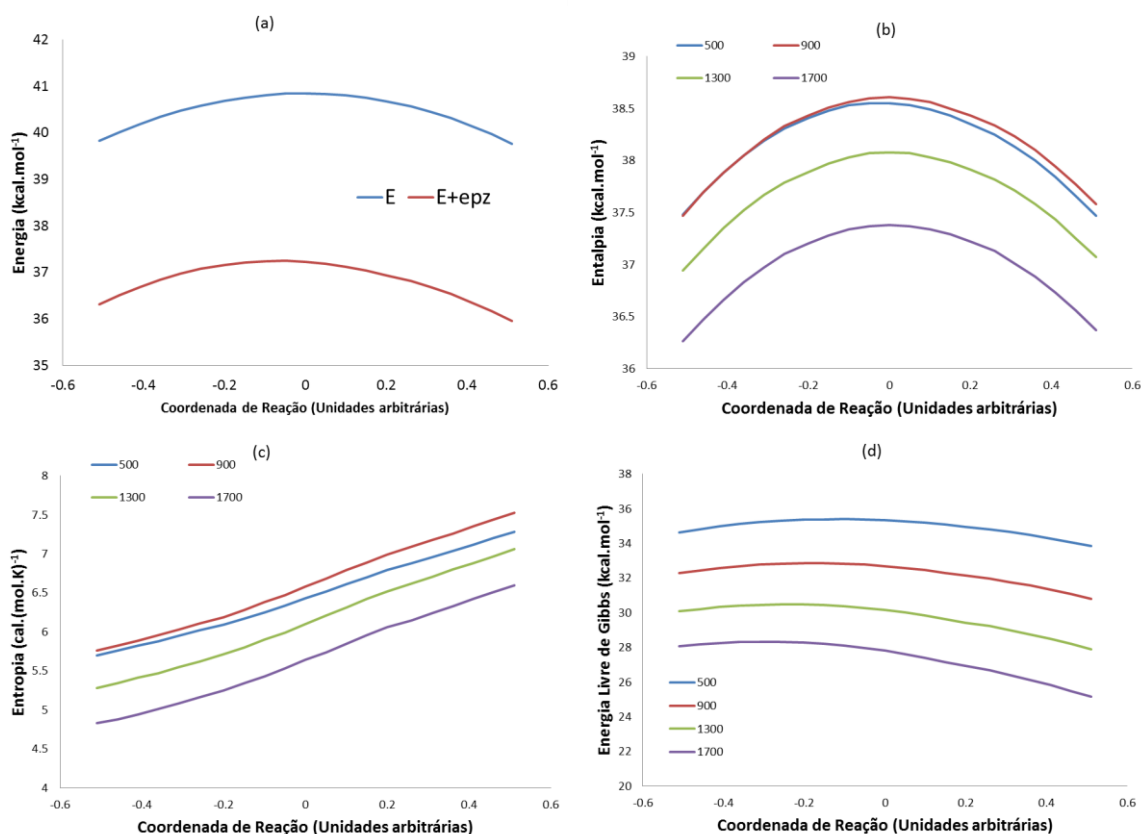 (a)
42
41
40
39
38
37
36
35
Energia (kcal.mol⁻¹)
E E+epz
-0.6 -0.4 -0.2 0 0.2 0.4 0.6
Coordenada de Reação (Unidades arbitrárias)
(b)
500 900
1300 1700
39
38.5
38
37.5
37
36.5
36
Entalpia (kcal.mol⁻¹)
-0.6 -0.4 -0.2 0 0.2 0.4 0.6
Coordenada de Reação (Unidades arbitrárias)
(c)
500 900
1300 1700
8
7.5
7
6.5
6
5.5
5
4.5
4
Entropia (cal.(mol.K)⁻¹)
-0.6 -0.4 -0.2 0 0.2 0.4 0.6
Coordenada de Reação (Unidades arbitrárias)
(d)
38
36
34
32
30
28
26
24
22
20
Energia Livre de Gibbs (kcal.mol⁻¹)
500
900
1300
1700
-0.6 -0.4 -0.2 0 0.2 0.4 0.6
Coordenada de Reação (Unidades arbitrárias)